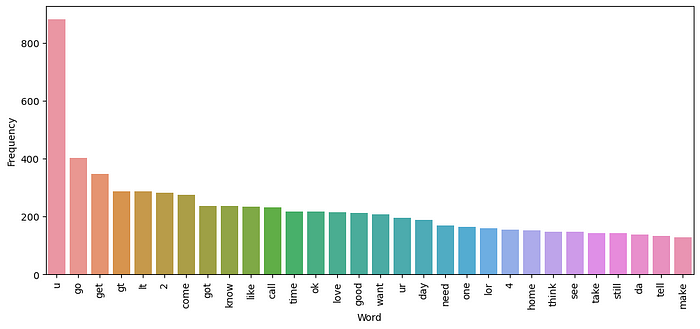 800
600
400
200
0
Frequency
u go get gt lt 2 come got know like call time ok love good want ur day need one lor 4 home think see take still da tell make
Word